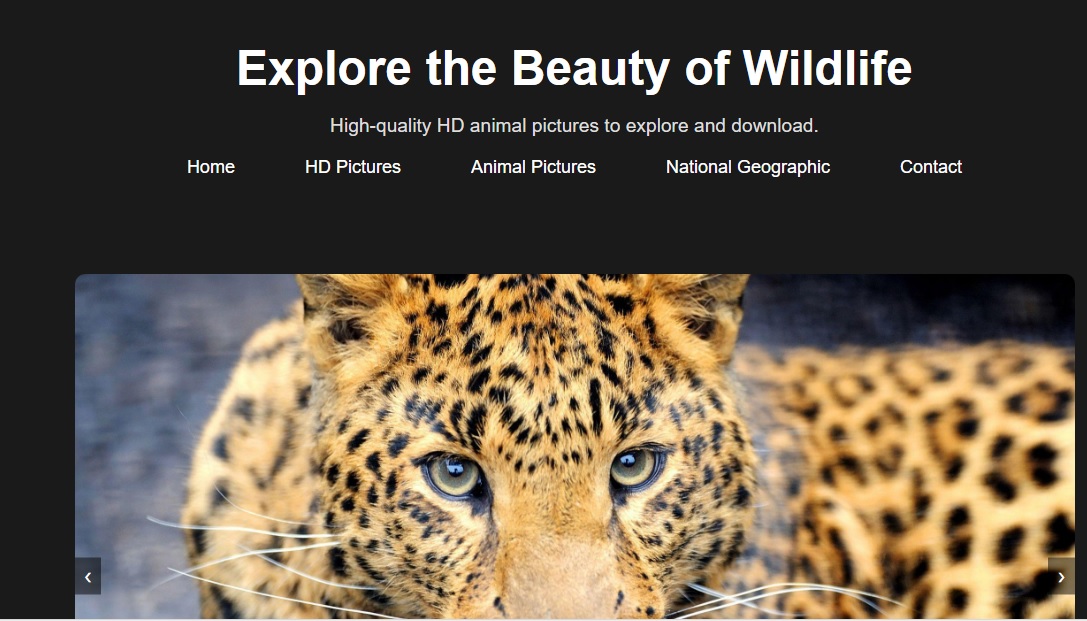 Explore the Beauty of Wildlife
High-quality HD animal pictures to explore and download.
Home HD Pictures Animal Pictures National Geographic Contact
‹ ›